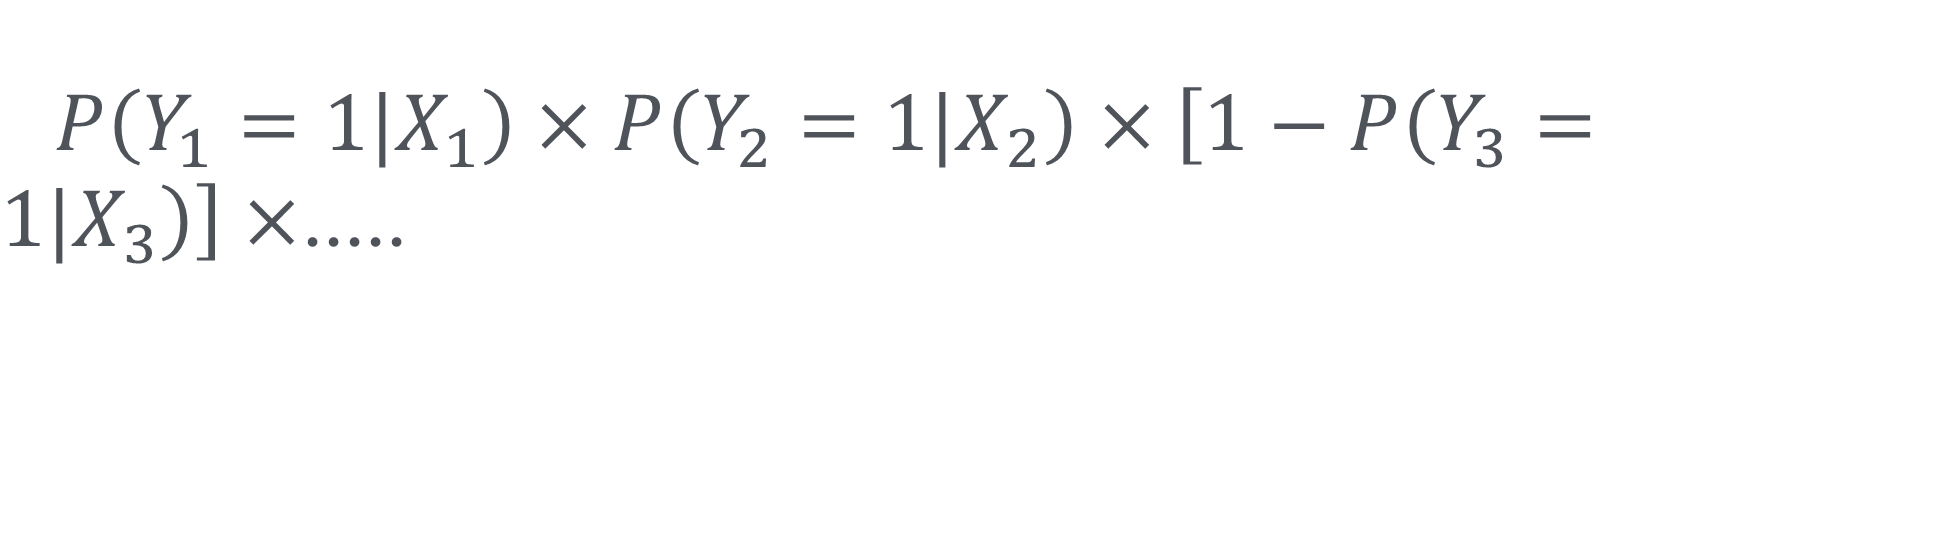 P(Y₁ = 1|X₁) × P(Y₂ = 1|X₂) × [1 − P(Y₃ =
1|X₃)] ×.....